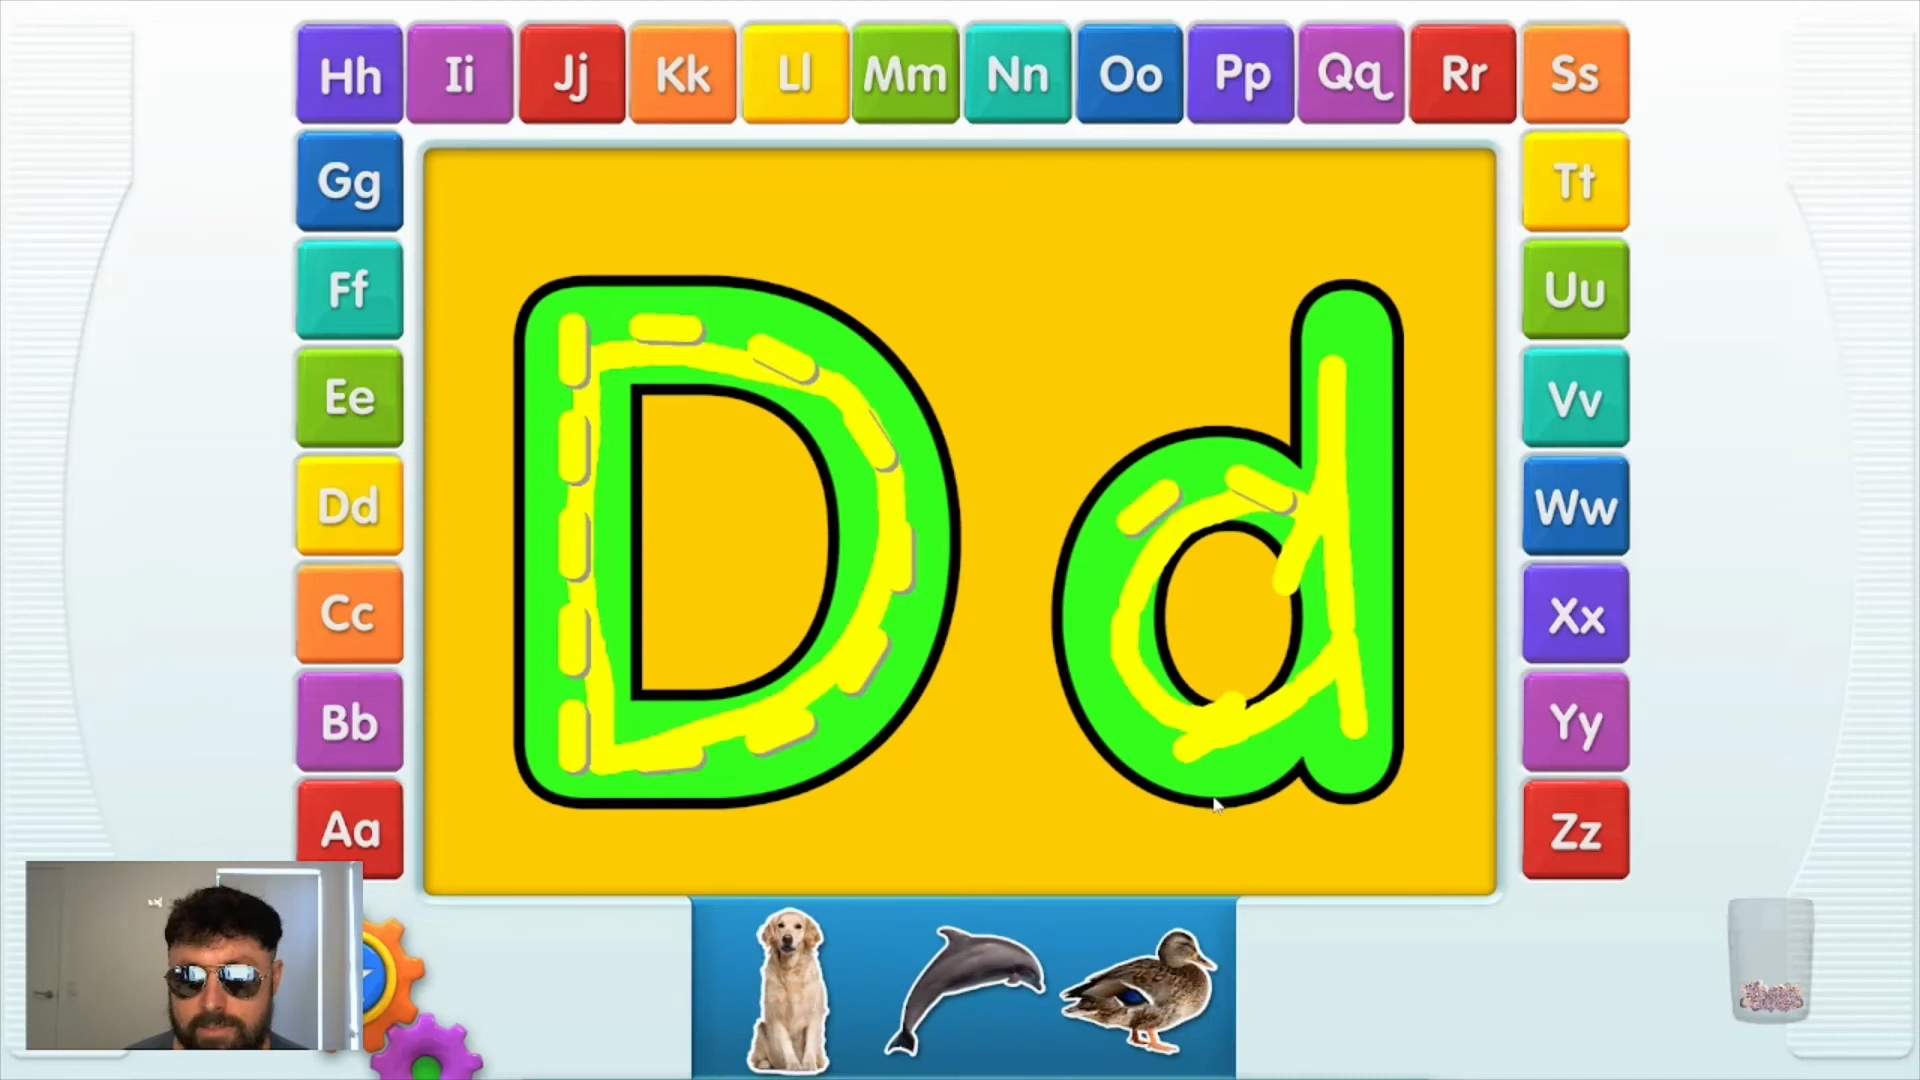 Hh Ii Jj Kk Ll Mm Nn Oo Pp Qq Rr Ss
Gg Tt
Ff Uu
Ee Vv
Dd Ww
Cc Xx
Bb Yy
Aa Zz
D d